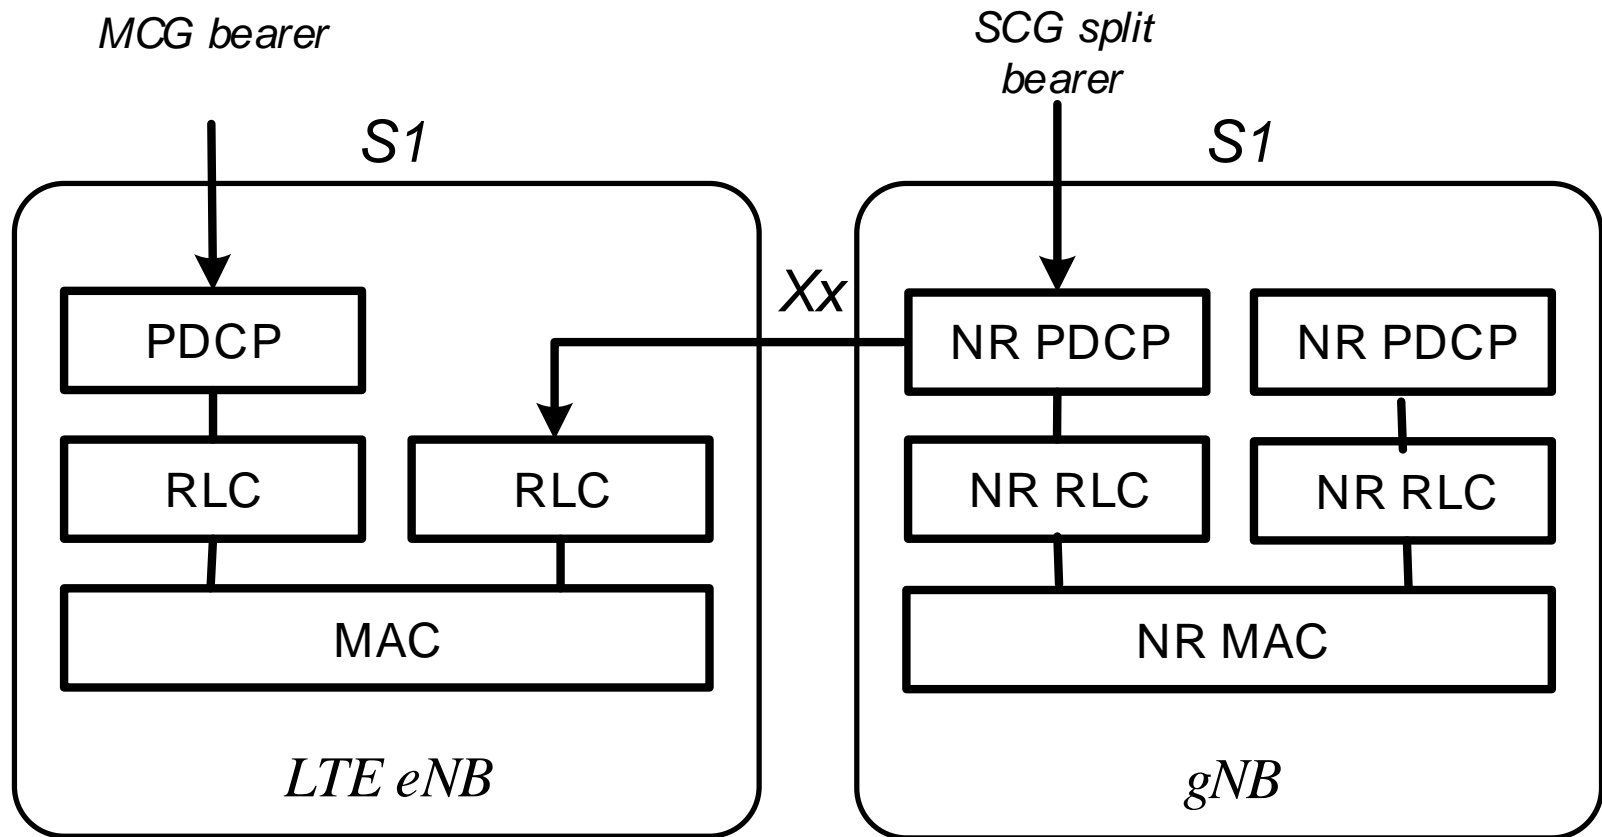 MCG bearer
SCG split
bearer
S1
S1
Xx
PDCP
NR PDCP
NR PDCP
RLC
RLC
NR RLC
NR RLC
MAC
NR MAC
LTE eNB
gNB